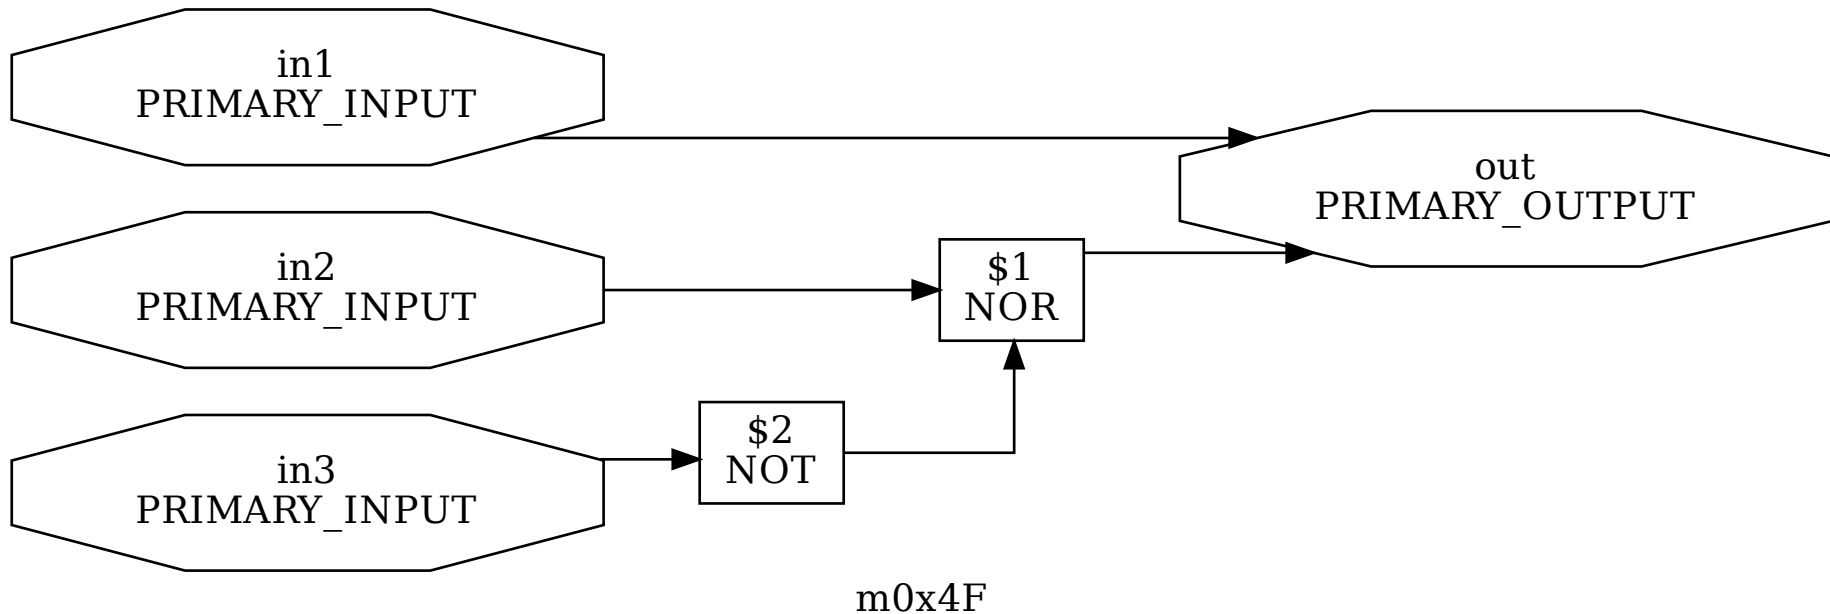 in1
PRIMARY_INPUT
out
PRIMARY_OUTPUT
in2
PRIMARY_INPUT
$1
NOR
$2
NOT
in3
PRIMARY_INPUT
m0x4F